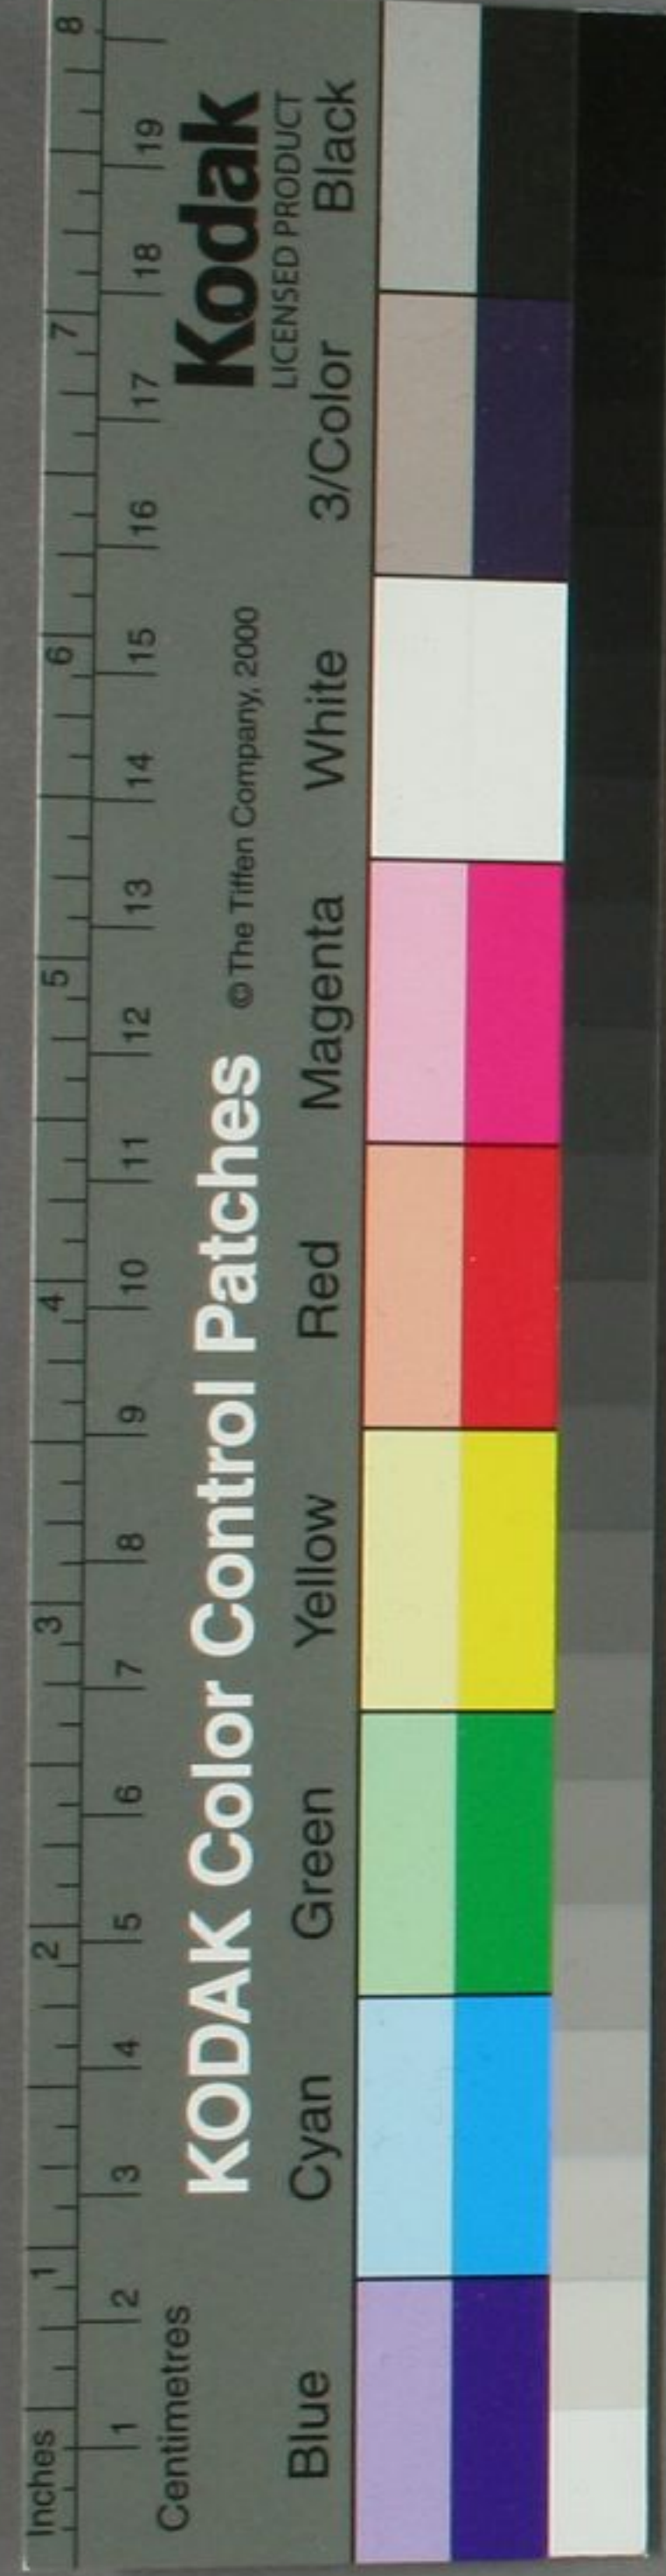 Inches 1 2 3 4 5 6 7 8
1 2 3 4 5 6 7 8 9 10 11 12 13 14 15 16 17 18 19
Centimetres
KODAK Color Control Patches © The Tiffen Company, 2000
Kodak
LICENSED PRODUCT
Blue Cyan Green Yellow Red Magenta White 3/Color Black